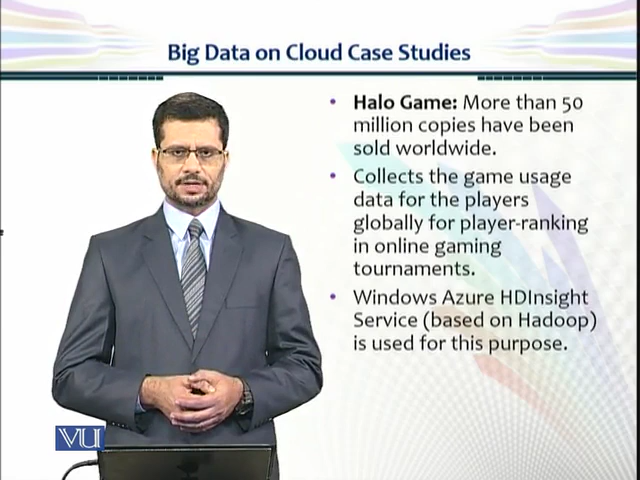 Big Data on Cloud Case Studies
• Halo Game: More than 50
million copies have been
sold worldwide.
• Collects the game usage
data for the players
globally for player-ranking
in online gaming
tournaments.
• Windows Azure HDInsight
Service (based on Hadoop)
is used for this purpose.
VU